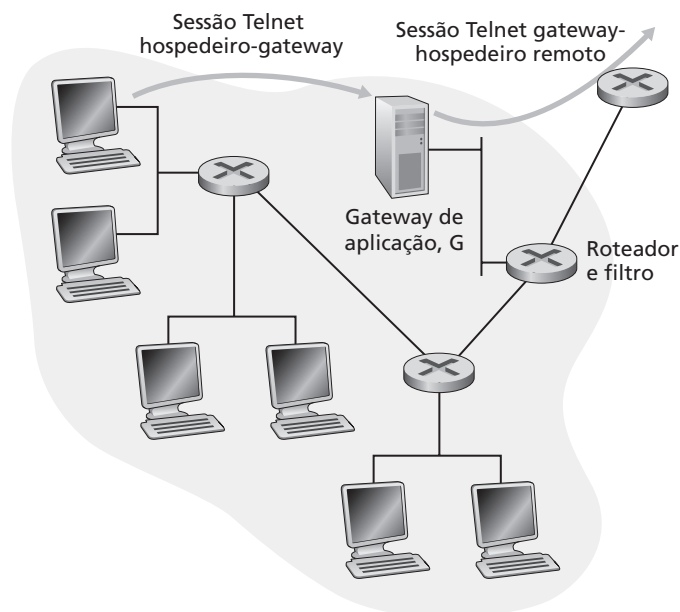 Sessão Telnet
hospedeiro-gateway
Sessão Telnet gateway-
hospedeiro remoto
Gateway de
aplicação, G
Roteador
e filtro